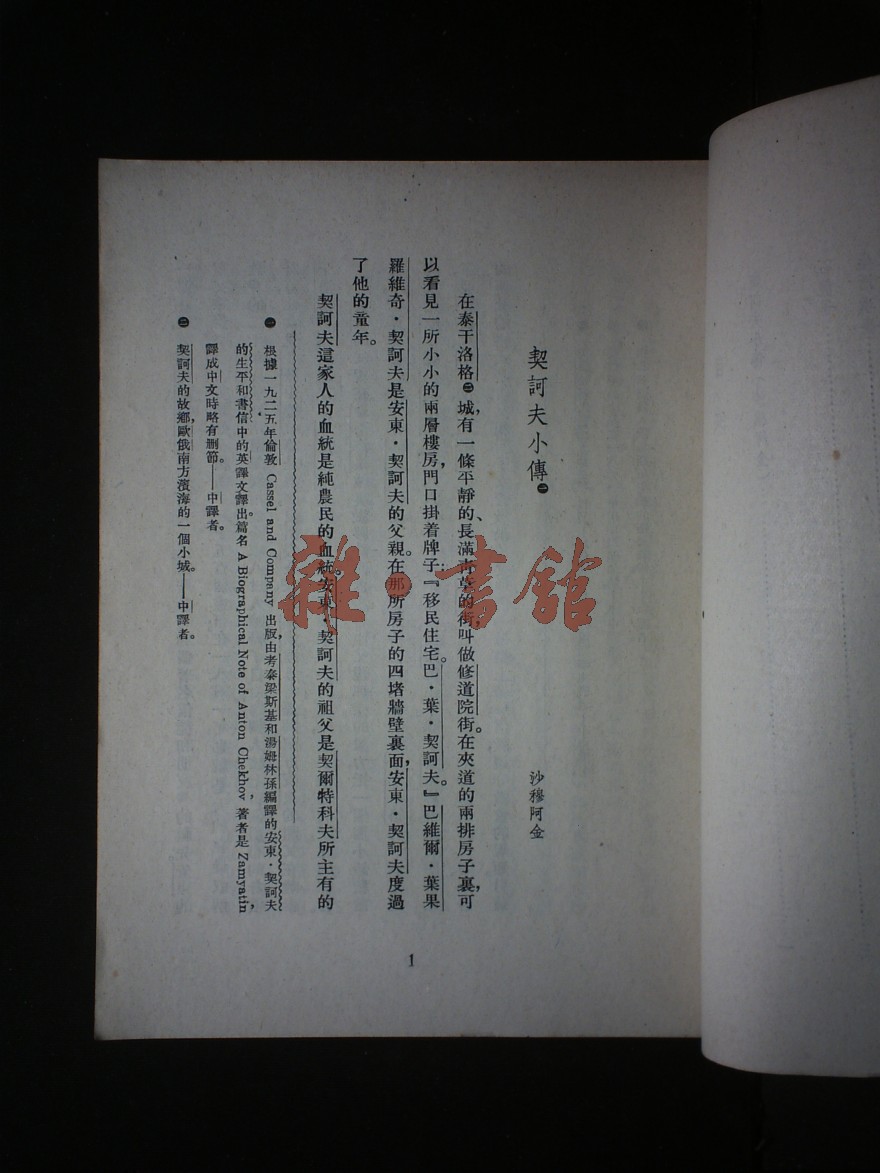 契訶夫小傳㊀
沙穆阿金
在泰干洛格㊁城，有一條平靜的、長滿青草的街，叫做修道院街。在夾道的兩排房子裏，可
以看見一所小小的兩層樓房，門口掛着牌子：『移民住宅。巴·葉·契訶夫。』巴維爾·葉果
羅維奇·契訶夫是安東·契訶夫的父親。在那所房子的四堵牆壁裏面，安東·契訶夫度過
了他的童年。
契訶夫這家人的血統是純農民的血統。安東·契訶夫的祖父是契爾特科夫所主有的
㊀ 根據一九二五年倫敦 Cassel and Company 出版，由考泰梁斯基和湯姆林孫編譯的安東·契訶夫
的生平和書信中的英譯文譯出。篇名 A Biographical Note of Anton Chekhov，著者是 Zamyatin，
譯成中文時略有刪節。——中譯者。
㊁ 契訶夫的故鄉，歐俄南方濱海的一個小城。——中譯者。
1
雜·書館